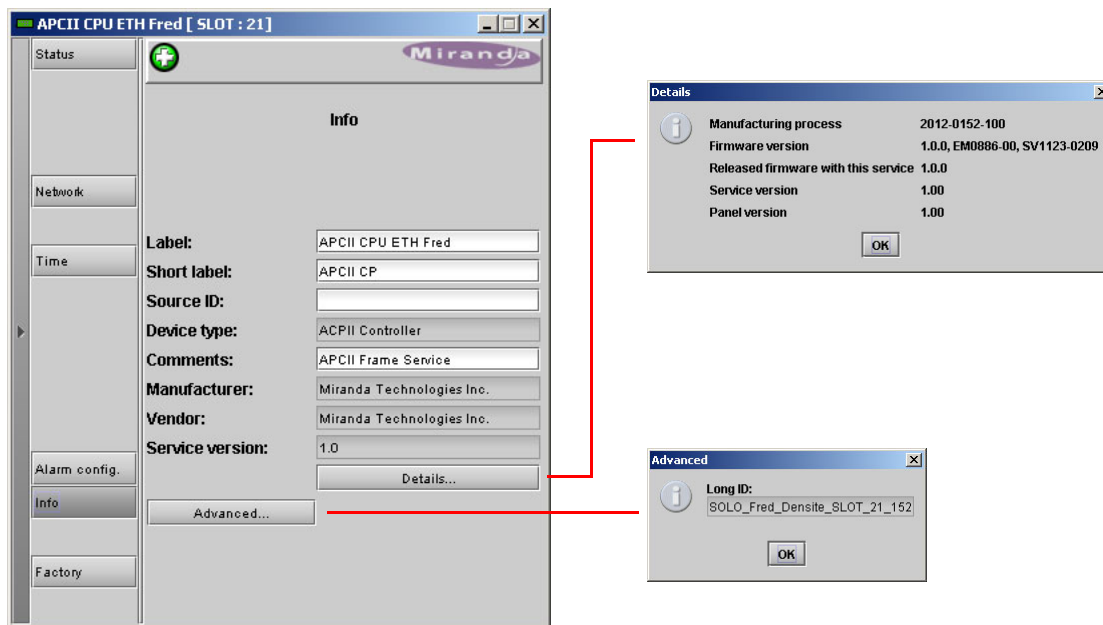 APCII CPU ETH Fred [ SLOT : 21]
Status
Miranda
Info
Network
Time
Label: APCII CPU ETH Fred
Short label: APCII CP
Source ID:
Device type: ACPII Controller
Comments: APCII Frame Service
Manufacturer: Miranda Technologies Inc.
Vendor: Miranda Technologies Inc.
Service version: 1.0
Alarm config.
Details...
Info
Advanced...
Factory
Details
Manufacturing process 2012-0152-100
Firmware version 1.0.0, EM0886-00, SV1123-0209
Released firmware with this service 1.0.0
Service version 1.00
Panel version 1.00
OK
Advanced
Long ID:
SOLO_Fred_Densite_SLOT_21_152
OK